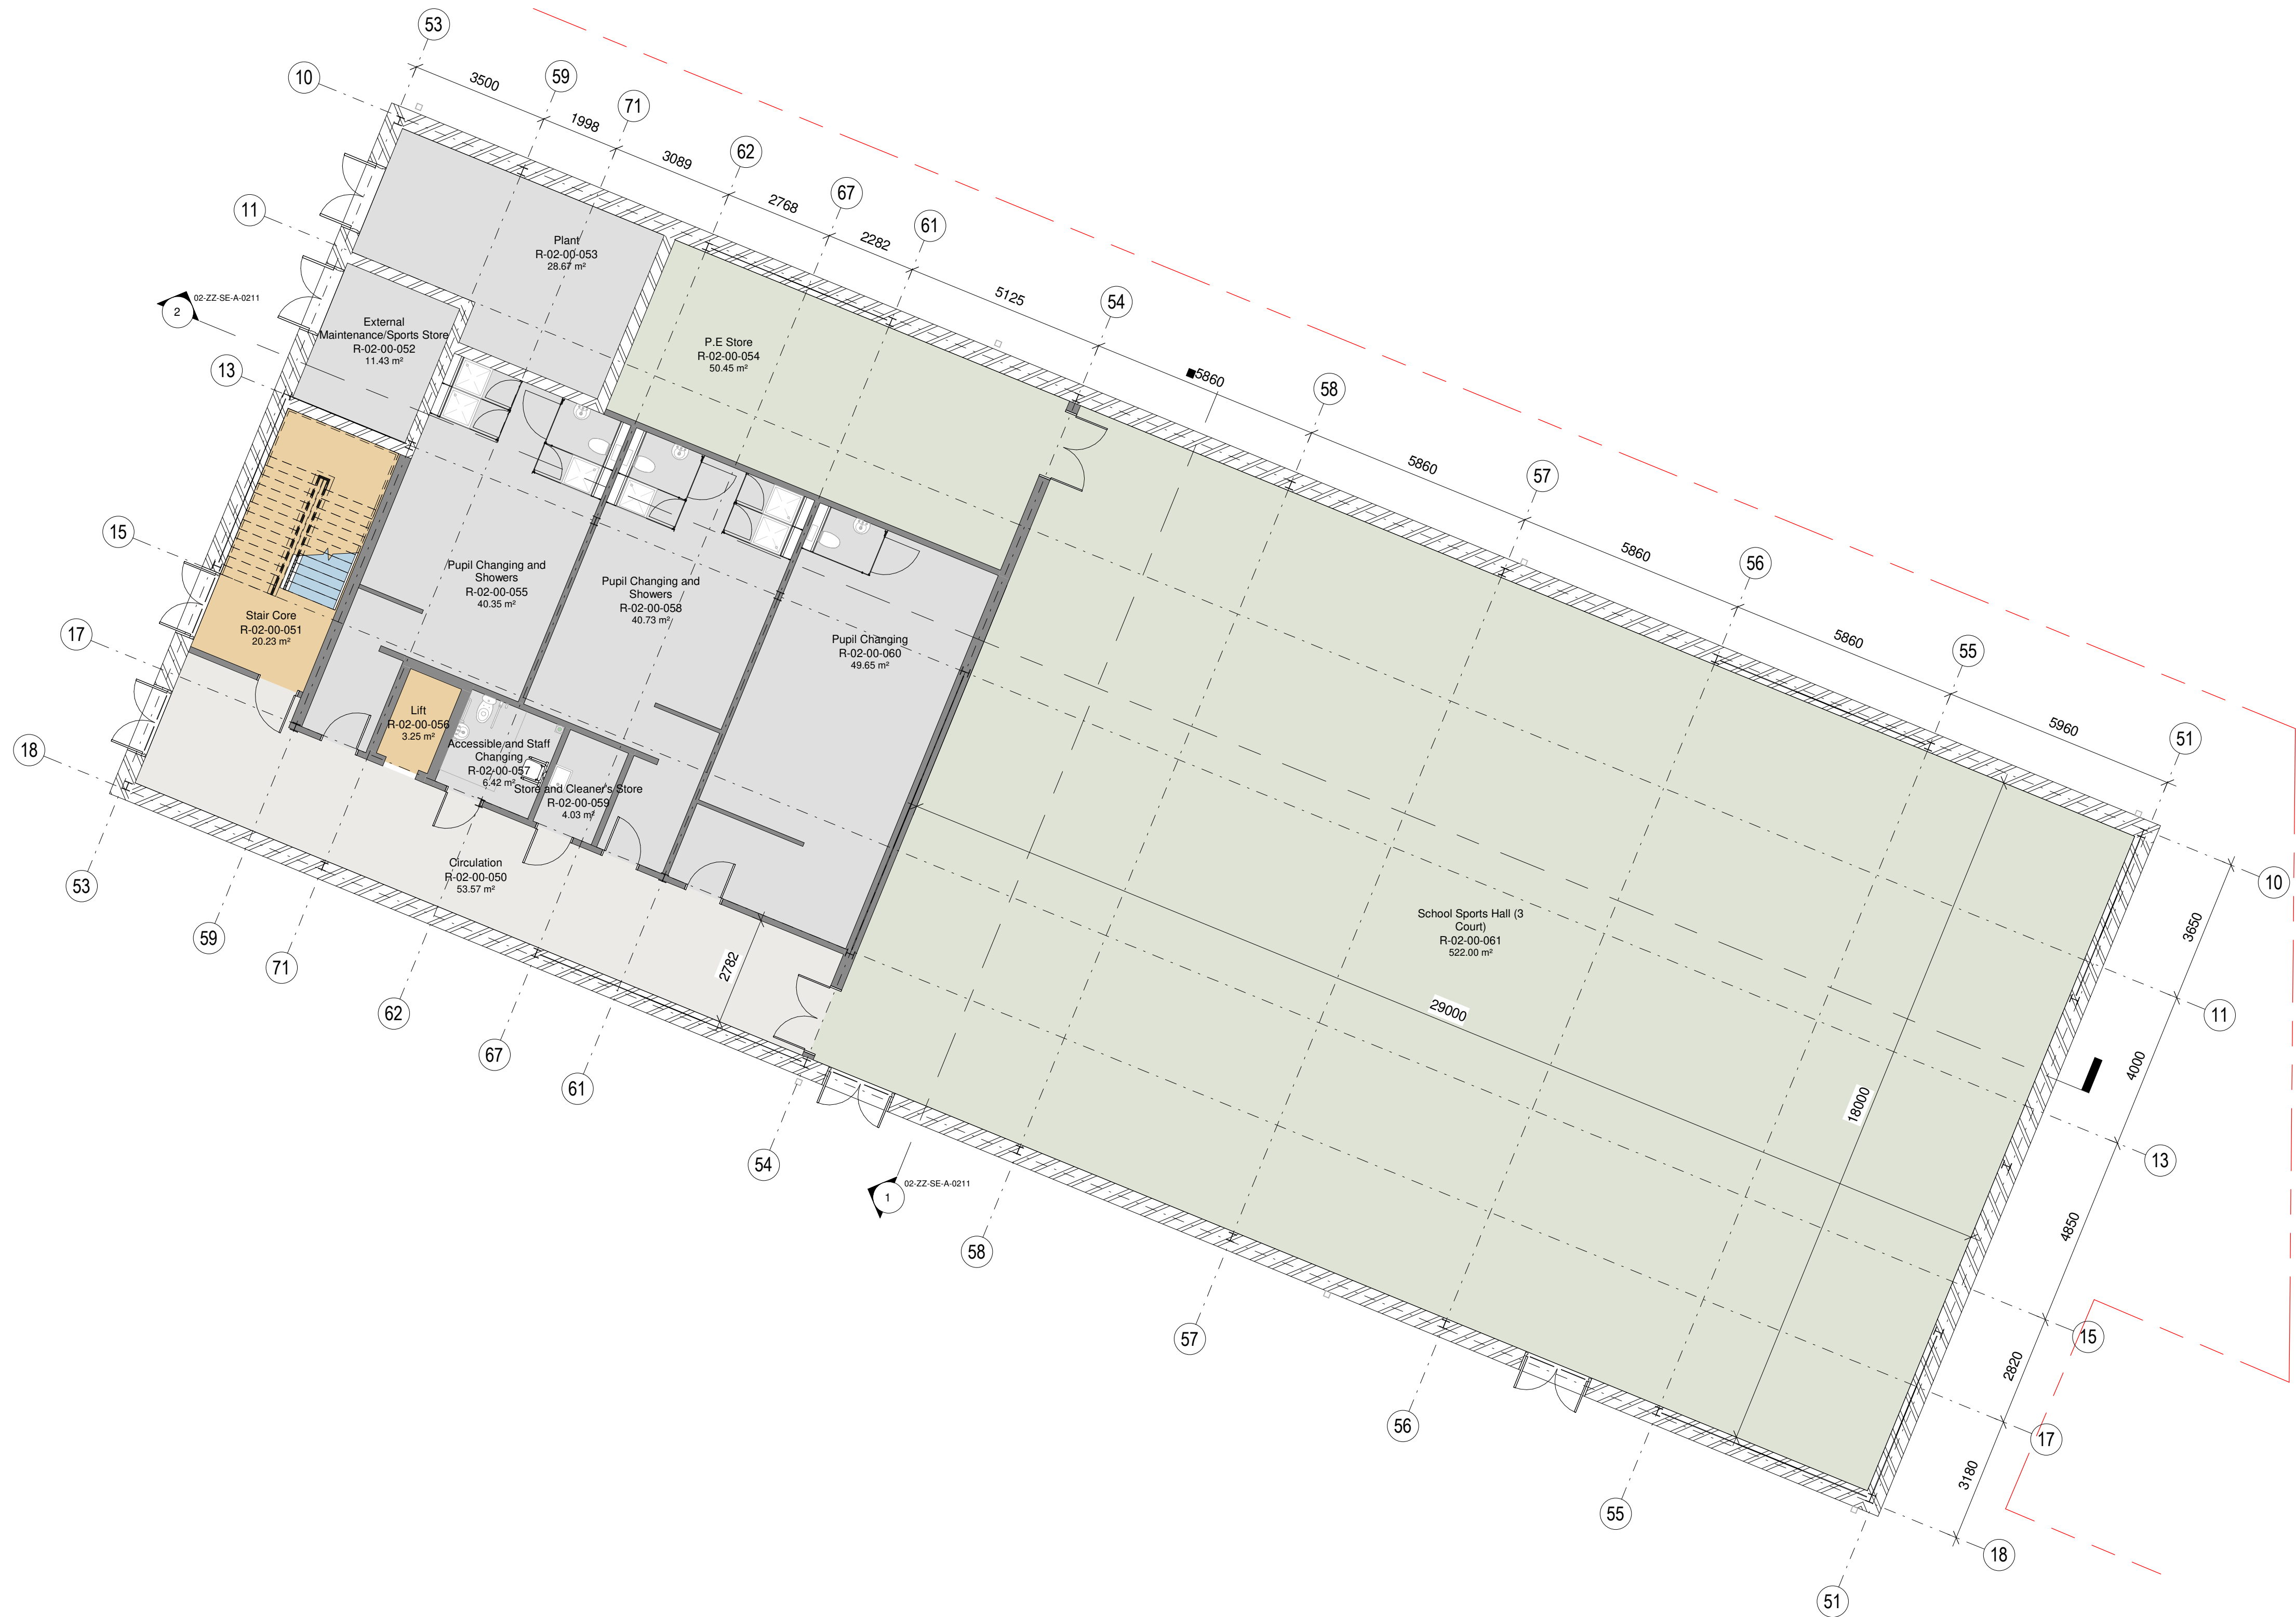 53
10
3500
59
1998
71
3089
62
2768
67
2282
61
5125
54
5860
58
5860
57
5860
56
5860
55
5960
51
11
13
15
17
18
2
02-ZZ-SE-A-0211
Plant
R-02-00-053
28.67 m²
External
Maintenance/Sports Store
R-02-00-052
11.43 m²
P.E Store
R-02-00-054
50.45 m²
Stair Core
R-02-00-051
20.23 m²
Pupil Changing and
Showers
R-02-00-055
40.35 m²
Pupil Changing and
Showers
R-02-00-058
40.73 m²
Pupil Changing
R-02-00-060
49.65 m²
Lift
R-02-00-056
3.25 m²
Accessible and Staff
Changing
R-02-00-057
6.42 m²
Store and Cleaner's Store
R-02-00-059
4.03 m²
Circulation
R-02-00-050
53.57 m²
2782
School Sports Hall (3
Court)
R-02-00-061
522.00 m²
29000
18000
10
3650
11
4000
13
4850
15
2820
17
3180
18
53
59
71
62
67
61
54
1
02-ZZ-SE-A-0211
58
57
56
55
51